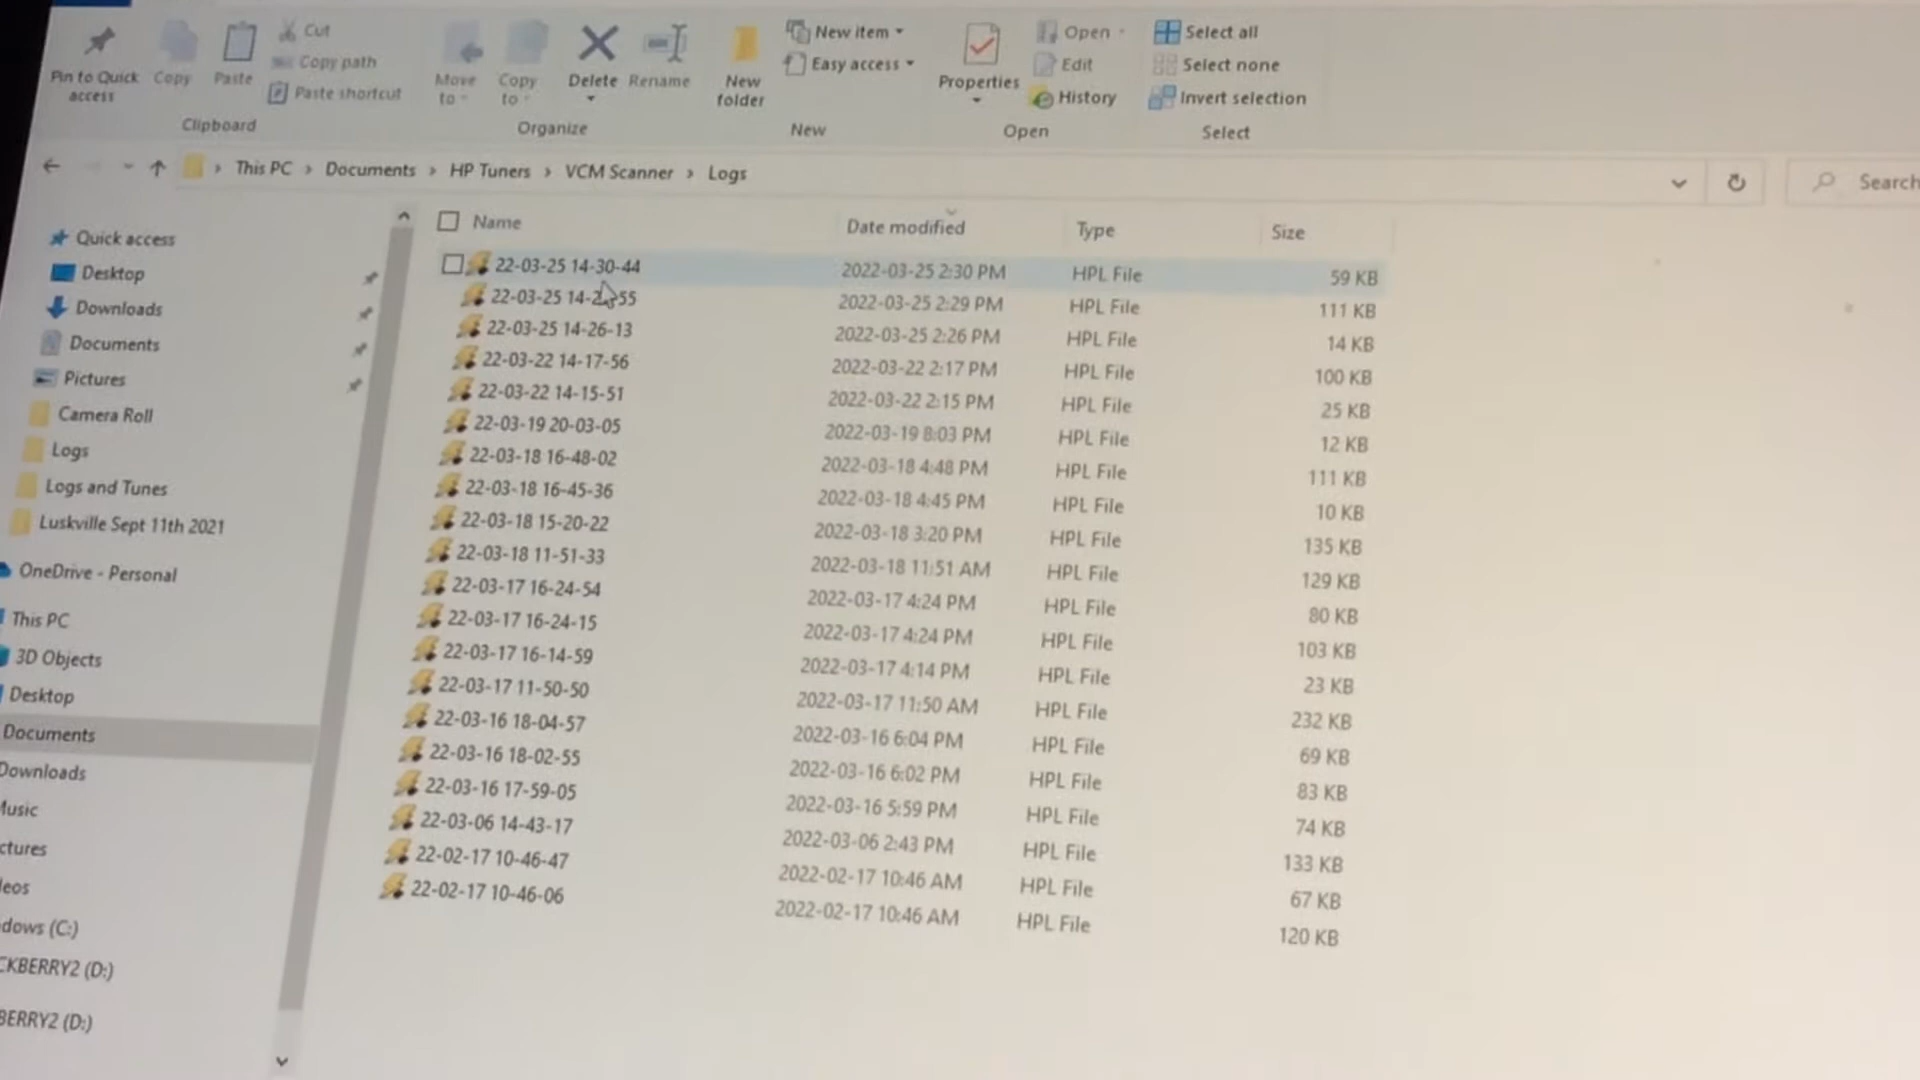 Pin to Quick access
Copy
Paste
Cut
Copy path
Paste shortcut
Clipboard
Move to
Copy to
Delete
Rename
Organize
New folder
New item
Easy access
New
Properties
Open
Edit
History
Open
Select all
Select none
Invert selection
Select
This PC > Documents > HP Tuners > VCM Scanner > Logs
Search
Quick access
Desktop
Downloads
Documents
Pictures
Camera Roll
Logs
Logs and Tunes
Luskville Sept 11th 2021
OneDrive - Personal
This PC
3D Objects
Desktop
Documents
Downloads
Music
ctures
eos
dows (C:)
CKBERRY2 (D:)
BERRY2 (D:)
Name Date modified Type Size
22-03-25 14-30-44 2022-03-25 2:30 PM HPL File 59 KB
22-03-25 2022-03-25 2:29 PM HPL File 111 KB
22-03-25 14-26-13 2022-03-25 2:26 PM HPL File 14 KB
22-03-22 14-17-56 2022-03-22 2:17 PM HPL File 100 KB
22-03-22 14-15-51 2022-03-22 2:15 PM HPL File 25 KB
22-03-19 20-03-05 2022-03-19 8:03 PM HPL File 12 KB
22-03-18 16-48-02 2022-03-18 4:48 PM HPL File 111 KB
22-03-18 16-45-36 2022-03-18 4:45 PM HPL File 10 KB
22-03-18 15-20-22 2022-03-18 3:20 PM HPL File 135 KB
22-03-18 11-51-33 2022-03-18 11:51 AM HPL File 129 KB
22-03-17 16-24-54 2022-03-17 4:24 PM HPL File 80 KB
22-03-17 16-24-15 2022-03-17 4:24 PM HPL File 103 KB
22-03-17 16-14-59 2022-03-17 4:14 PM HPL File 23 KB
22-03-17 11-50-50 2022-03-17 11:50 AM HPL File 232 KB
22-03-16 18-04-57 2022-03-16 6:04 PM HPL File 69 KB
22-03-16 18-02-55 2022-03-16 6:02 PM HPL File 83 KB
22-03-16 17-59-05 2022-03-16 5:59 PM HPL File 74 KB
22-03-06 14-43-17 2022-03-06 2:43 PM HPL File 133 KB
22-02-17 10-46-47 2022-02-17 10:46 AM HPL File 67 KB
22-02-17 10-46-06 2022-02-17 10:46 AM HPL File 120 KB